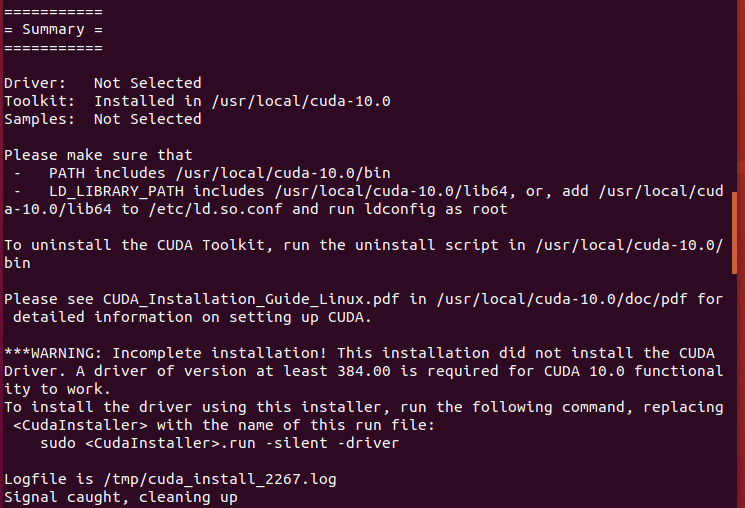 ===========
= Summary =
===========
Driver:   Not Selected
Toolkit:  Installed in /usr/local/cuda-10.0
Samples:  Not Selected
Please make sure that
 -   PATH includes /usr/local/cuda-10.0/bin
 -   LD_LIBRARY_PATH includes /usr/local/cuda-10.0/lib64, or, add /usr/local/cud
a-10.0/lib64 to /etc/ld.so.conf and run ldconfig as root
To uninstall the CUDA Toolkit, run the uninstall script in /usr/local/cuda-10.0/
bin
Please see CUDA_Installation_Guide_Linux.pdf in /usr/local/cuda-10.0/doc/pdf for
 detailed information on setting up CUDA.
***WARNING: Incomplete installation! This installation did not install the CUDA
Driver. A driver of version at least 384.00 is required for CUDA 10.0 functional
ity to work.
To install the driver using this installer, run the following command, replacing
 <CudaInstaller> with the name of this run file:
    sudo <CudaInstaller>.run -silent -driver
Logfile is /tmp/cuda_install_2267.log
Signal caught, cleaning up